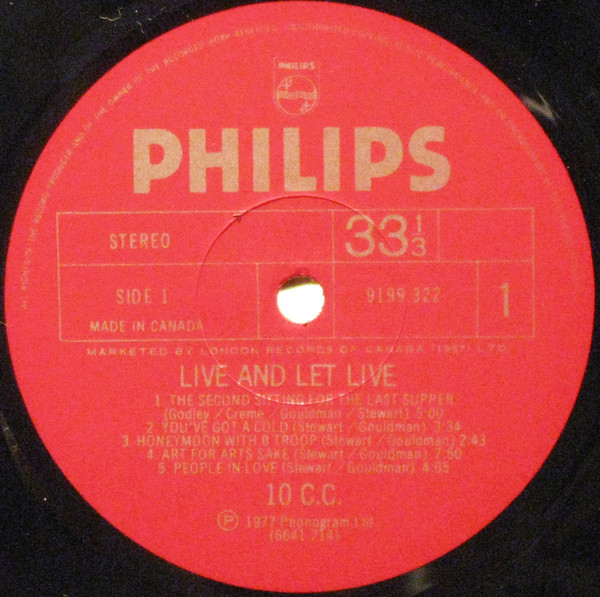 PHILIPS
PHILIPS
STEREO
33 1/3
SIDE 1
9199 322
1
MADE IN CANADA
MARKETED BY LONDON RECORDS OF CANADA (1967) LTD.
LIVE AND LET LIVE
1. THE SECOND SITTING FOR THE LAST SUPPER
(Godley / Creme / Gouldman / Stewart) 5:00
2. YOU'VE GOT A COLD (Stewart / Gouldman) 3:34
3. HONEYMOON WITH B TROOP (Stewart / Gouldman) 2:43
4. ART FOR ARTS SAKE (Stewart / Gouldman) 7:50
5. PEOPLE IN LOVE (Stewart / Gouldman) 4:05
10 C.C.
Ⓟ 1977 Phonogram Ltd.
(6641 714)